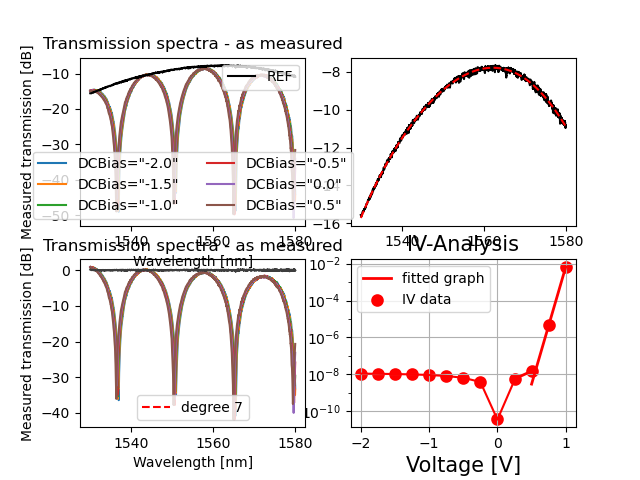 Transmission spectra - as measured
Measured transmission [dB]
−10
−20
−30
−40
−50
REF
DCBias="-2.0"
DCBias="-1.5"
DCBias="-1.0"
DCBias="-0.5"
DCBias="0.0"
DCBias="0.5"
1540
1560
1580
Wavelength [nm]
−8
−10
−12
−14
−16
1540
1560
1580
Transmission spectra - as measured
Measured transmission [dB]
0
−10
−20
−30
−40
degree 7
1540
1560
1580
Wavelength [nm]
IV-Analysis
10⁻²
10⁻⁴
10⁻⁶
10⁻⁸
10⁻¹⁰
fitted graph
IV data
−2
−1
0
1
Voltage [V]